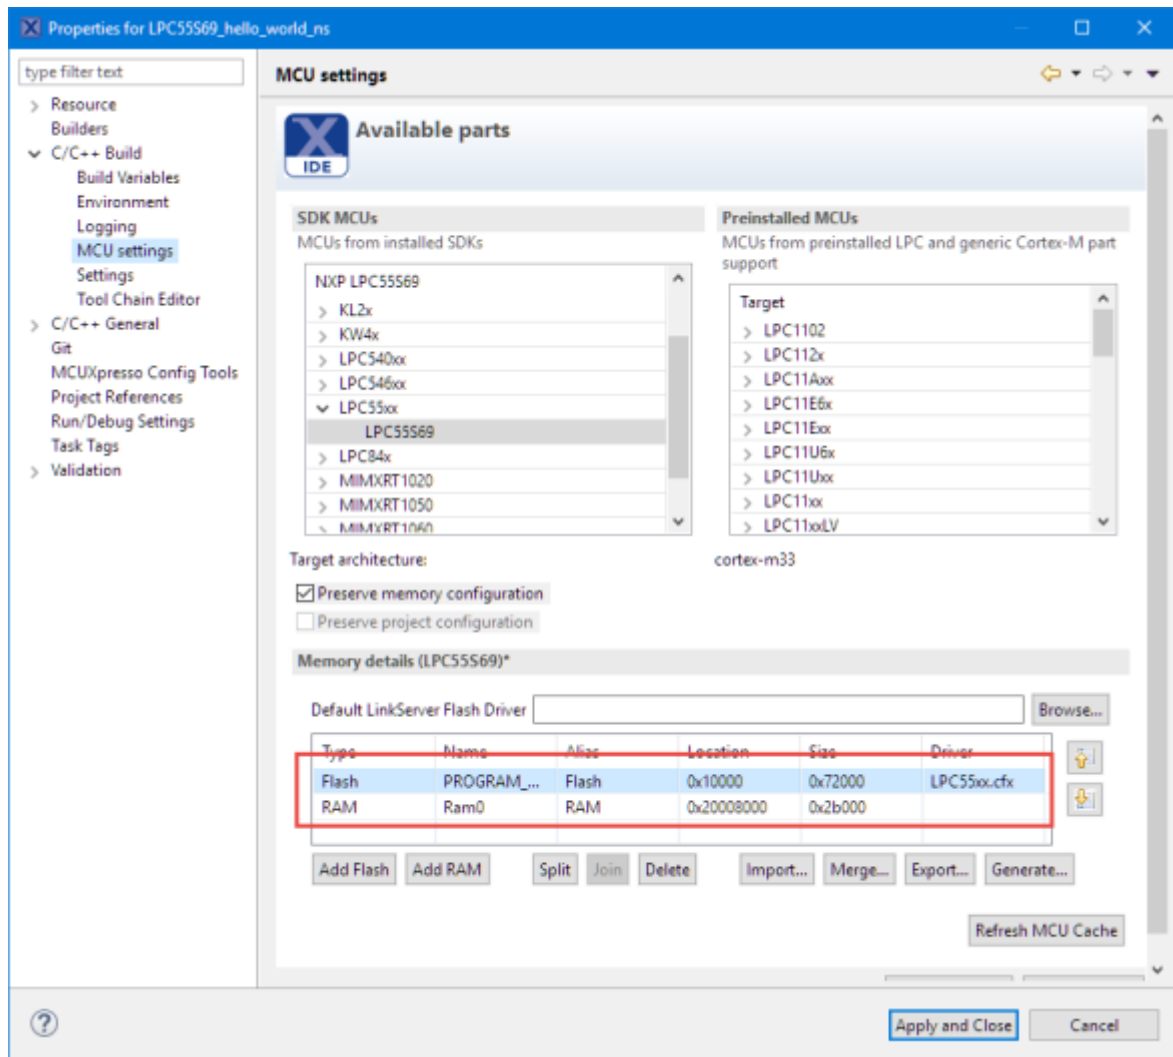 Properties for LPC55S69_hello_world_ns
type filter text
Resource
Builders
C/C++ Build
Build Variables
Environment
Logging
MCU settings
Settings
Tool Chain Editor
C/C++ General
Git
MCUXpresso Config Tools
Project References
Run/Debug Settings
Task Tags
Validation
MCU settings
IDE
Available parts
SDK MCUs
MCUs from installed SDKs
NXP LPC55S69
KL2x
KW4x
LPC540xx
LPC546xx
LPC55xx
LPC55S69
LPC84x
MIMXRT1020
MIMXRT1050
MIMXRT1060
Preinstalled MCUs
MCUs from preinstalled LPC and generic Cortex-M part
support
Target
LPC1102
LPC112x
LPC11Axx
LPC11E6x
LPC11Exx
LPC11U6x
LPC11Uxx
LPC11xx
LPC11xxLV
Target architecture: cortex-m33
Preserve memory configuration
Preserve project configuration
Memory details (LPC55S69)*
Default LinkServer Flash Driver Browse...
Type Name Alias Location Size Driver
Flash PROGRAM_... Flash 0x10000 0x72000 LPC55xx.cfx
RAM Ram0 RAM 0x20008000 0x2b000
Add Flash Add RAM Split Join Delete Import... Merge... Export... Generate...
Refresh MCU Cache
Apply and Close Cancel